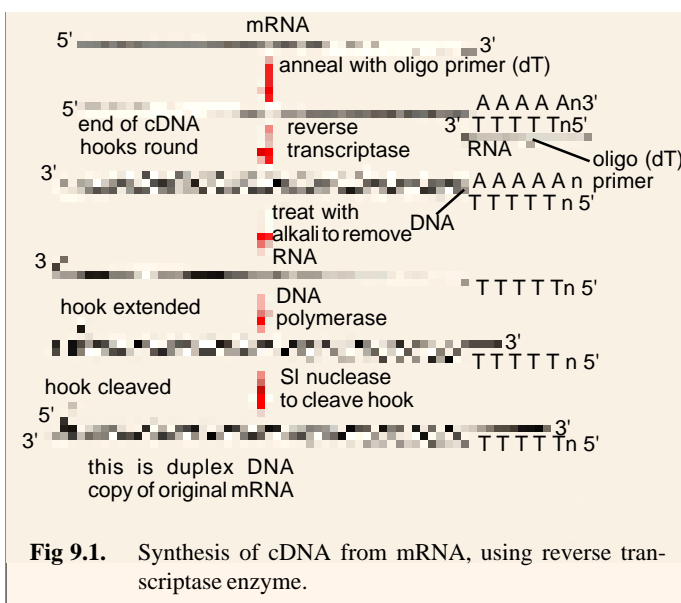 mRNA
5' 3'
anneal with oligo primer (dT)
5' A A A A An3'
end of cDNA reverse 3' T T T T Tn5'
hooks round transcriptase RNA oligo (dT)
3' A A A A A n primer
treat with DNA T T T T T n 5'
alkali to remove
RNA
3 T T T T Tn 5'
hook extended DNA
polymerase
3'
T T T T T n 5'
hook cleaved SI nuclease
to cleave hook
5' 3'
3' T T T T Tn 5'
this is duplex DNA
copy of original mRNA
Fig 9.1. Synthesis of cDNA from mRNA, using reverse tran-
scriptase enzyme.